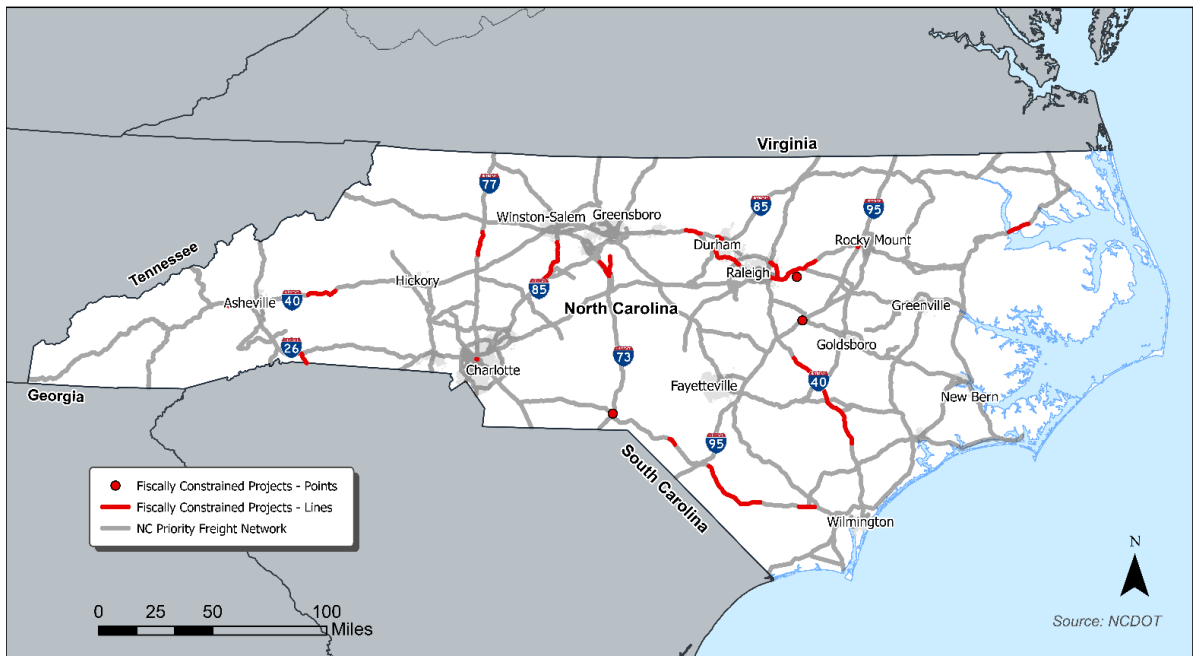 Virginia
77
Winston-Salem
Greensboro
85
95
Durham
Rocky Mount
Tennessee
Raleigh
Hickory
Asheville
40
85
North Carolina
Greenville
26
Goldsboro
Charlotte
73
Fayetteville
40
New Bern
Georgia
95
South Carolina
Wilmington
Fiscally Constrained Projects - Points
Fiscally Constrained Projects - Lines
NC Priority Freight Network
N
0 25 50 100
Miles
Source: NCDOT